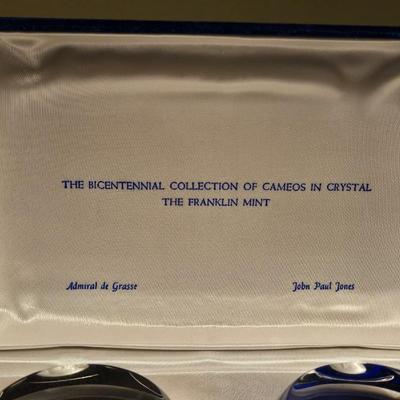 THE BICENTENNIAL COLLECTION OF CAMEOS IN CRYSTAL
THE FRANKLIN MINT
Admiral de Grasse John Paul Jones